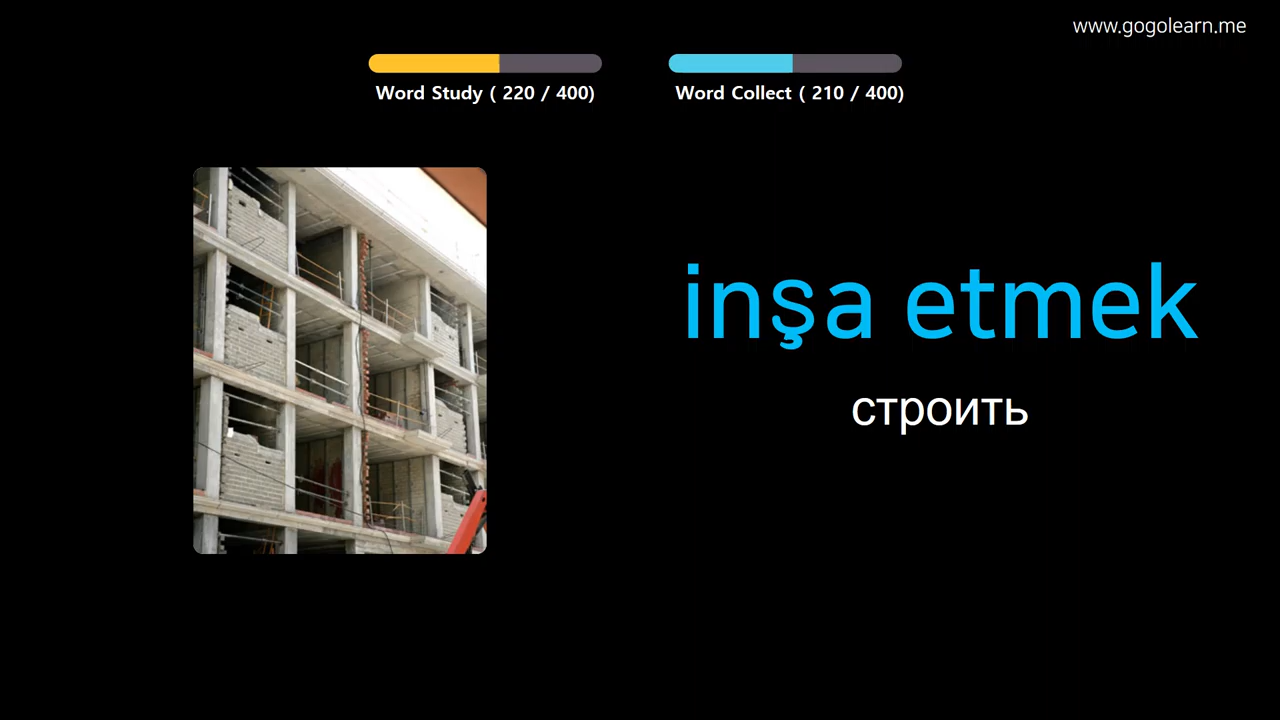 www.gogolearn.me
Word Study ( 220 / 400)
Word Collect ( 210 / 400)
inşa etmek
строить